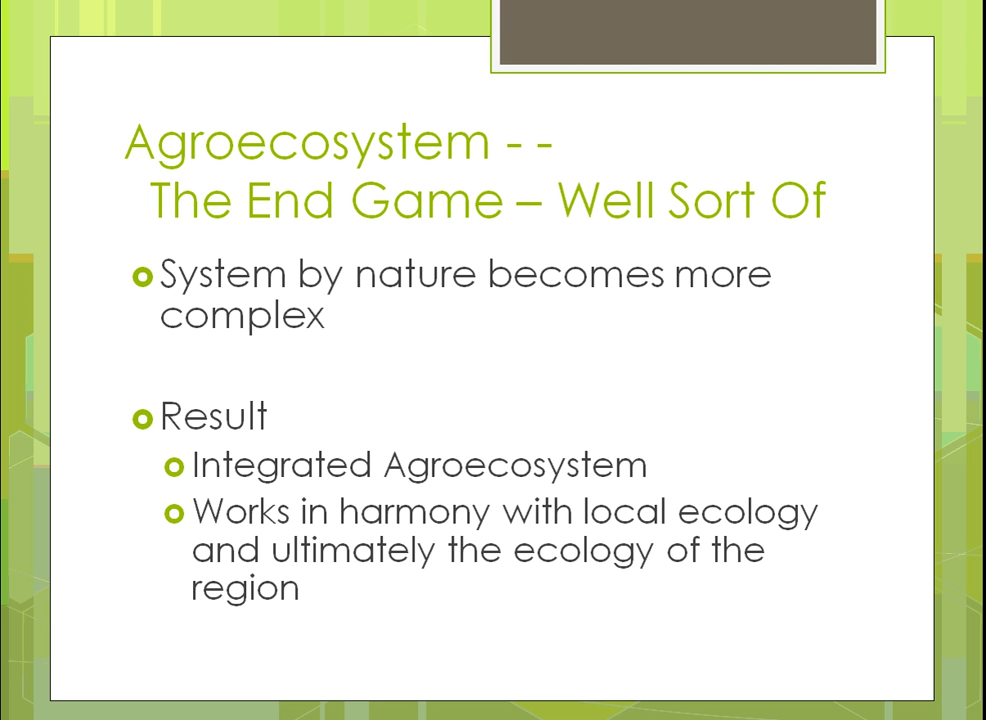 Agroecosystem - -
The End Game – Well Sort Of
System by nature becomes more
complex
Result
Integrated Agroecosystem
Works in harmony with local ecology
and ultimately the ecology of the
region